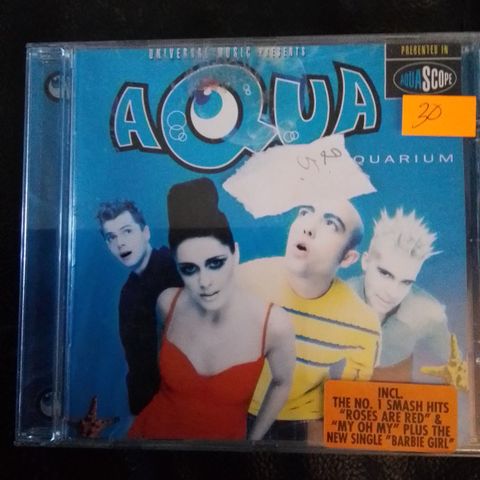 UNIVERSAL MUSIC PRESENTS
PRESENTED IN
AQUASCOPE
AQUA
30
QUARIUM
INCL.
THE NO. 1 SMASH HITS
"ROSES ARE RED" &
"MY OH MY" PLUS THE
NEW SINGLE "BARBIE GIRL"